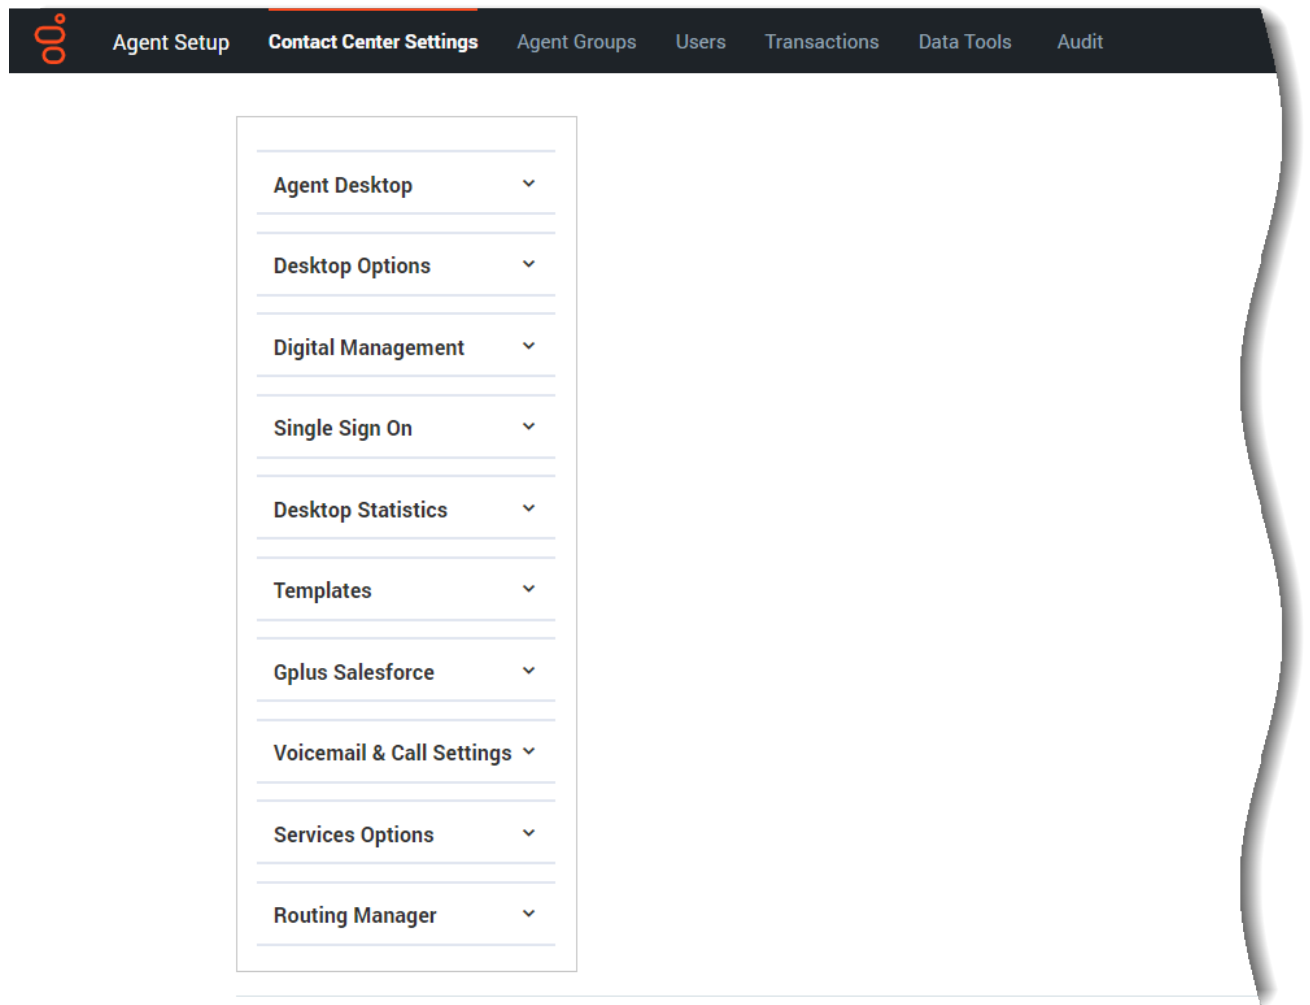 Agent Setup Contact Center Settings Agent Groups Users Transactions Data Tools Audit
Agent Desktop
Desktop Options
Digital Management
Single Sign On
Desktop Statistics
Templates
Gplus Salesforce
Voicemail & Call Settings
Services Options
Routing Manager